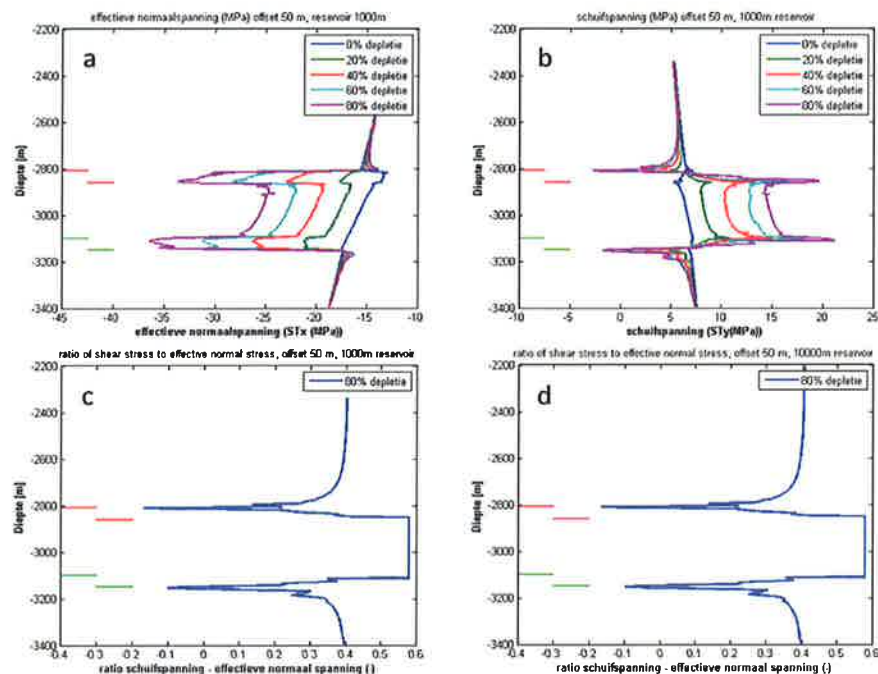 effectieve normaalspanning (MPa) offset 50 m, reservoir 1000m
a
0% depletie
20% depletie
40% depletie
60% depletie
80% depletie
Diepte [m]
-2200
-2400
-2600
-2800
-3000
-3200
-3400
-45 -40 -35 -30 -25 -20 -15 -10
effectieve normaalspanning (STx (MPa))
schuifspanning (MPa) offset 50 m, 1000m reservoir
b
0% depletie
20% depletie
40% depletie
60% depletie
80% depletie
Diepte [m]
-2200
-2400
-2600
-2800
-3000
-3200
-3400
-10 -5 0 5 10 15 20 25
schuifspanning (STy(MPa))
ratio of shear stress to effective normal stress, offset 50 m, 1000m reservoir
c
80% depletie
Diepte [m]
-2200
-2400
-2600
-2800
-3000
-3200
-3400
-0.4 -0.3 -0.2 -0.1 0 0.1 0.2 0.3 0.4 0.5 0.6
ratio schuifspanning - effectieve normaal spanning (-)
ratio of shear stress to effective normal stress, offset 50 m, 10000m reservoir
d
80% depletie
Diepte [m]
-2200
-2400
-2600
-2800
-3000
-3200
-3400
-0.4 -0.3 -0.2 -0.1 0 0.1 0.2 0.3 0.4 0.5 0.6
ratio schuifspanning - effectieve normaal spanning (-)